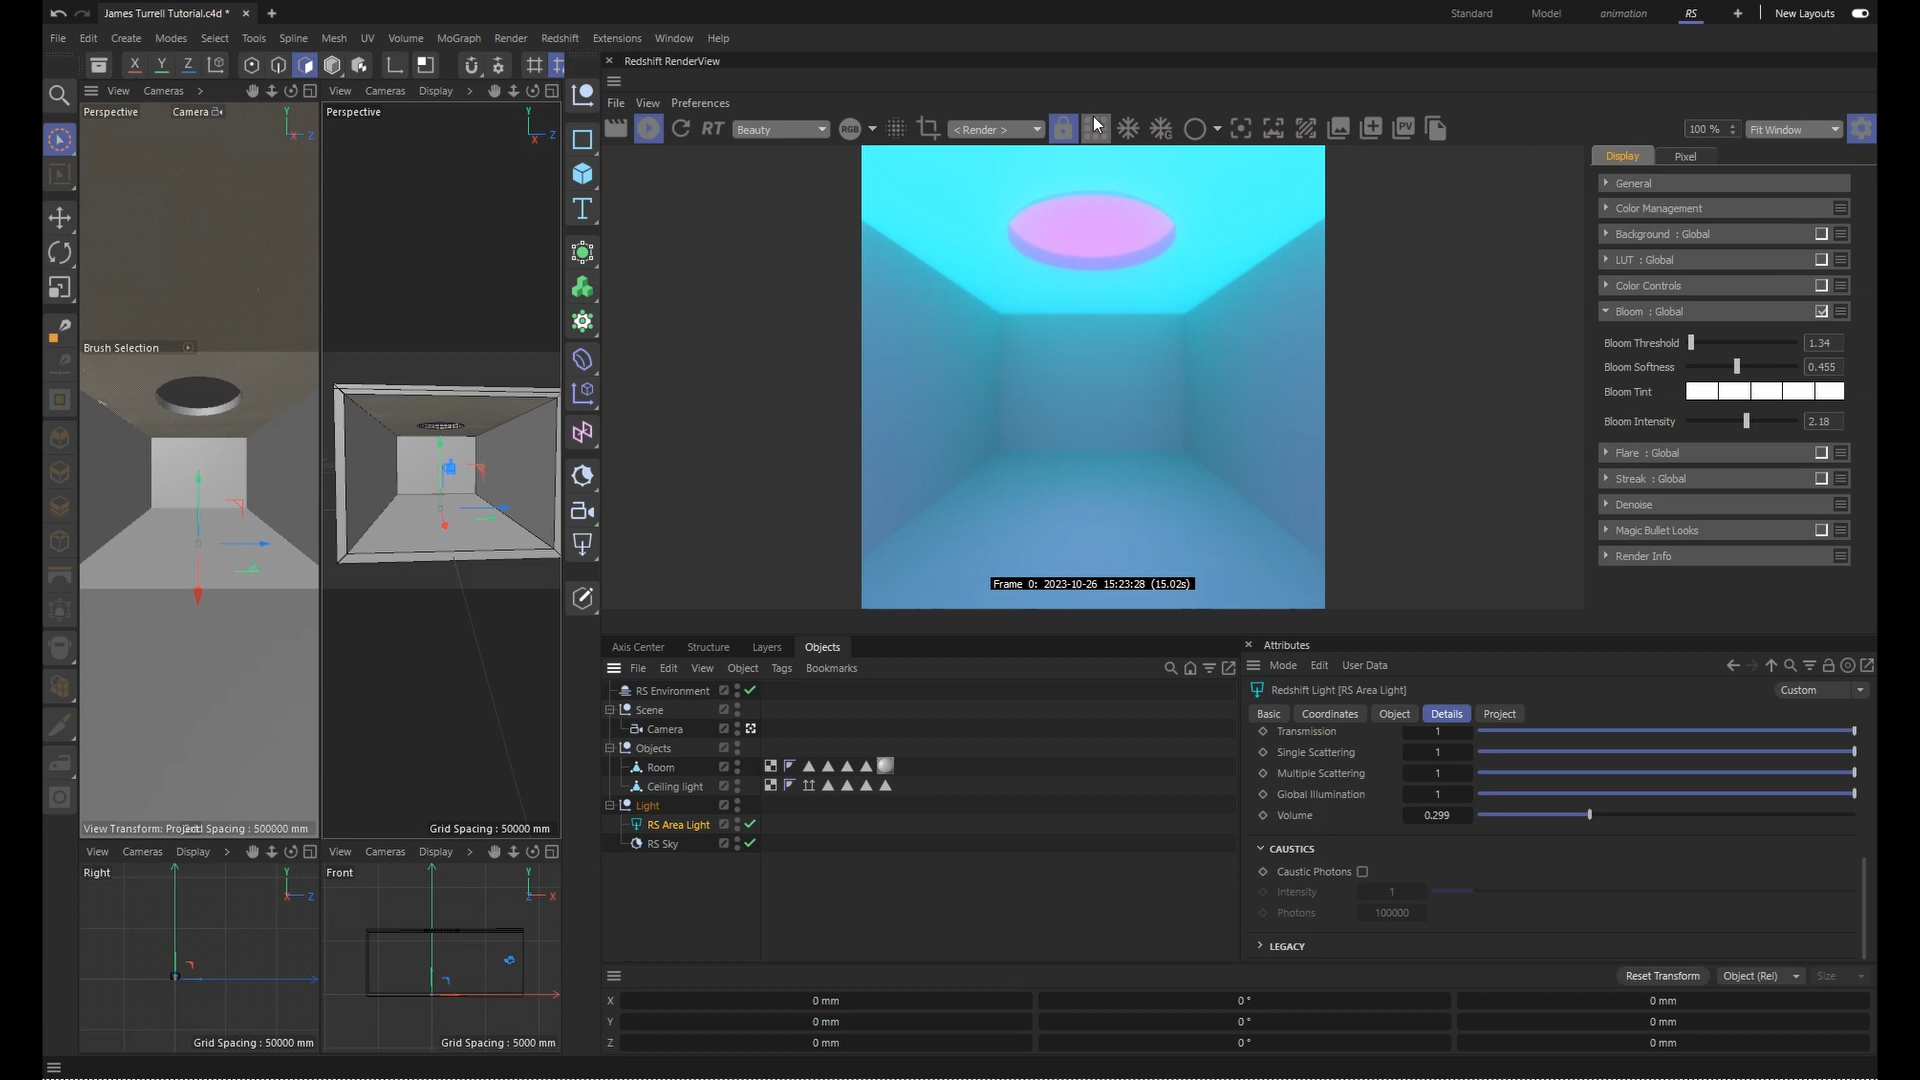 James Turrell Tutorial.c4d *
Standard Model animation RS New Layouts
File Edit Create Modes Select Tools Spline Mesh UV Volume MoGraph Render Redshift Extensions Window Help
X Y Z
Redshift RenderView
View Cameras
View Cameras Display
File View Preferences
Perspective Camera
Perspective
RT Beauty RGB < Render > PV 100 % Fit Window
Display Pixel
General
Color Management
Background : Global
LUT : Global
Color Controls
Bloom : Global
Bloom Threshold 1.34
Bloom Softness 0.455
Bloom Tint
Bloom Intensity 2.18
Flare : Global
Streak : Global
Denoise
Magic Bullet Looks
Render Info
Brush Selection
Frame 0: 2023-10-26 15:23:28 (15.02s)
Axis Center Structure Layers Objects
File Edit View Object Tags Bookmarks
RS Environment
Scene
Camera
Objects
Room
Ceiling light
Light
RS Area Light
RS Sky
Attributes
Mode Edit User Data
Redshift Light [RS Area Light] Custom
Basic Coordinates Object Details Project
Transmission 1
Single Scattering 1
Multiple Scattering 1
Global Illumination 1
Volume 0.299
CAUSTICS
Caustic Photons
Intensity 1
Photons 100000
LEGACY
Grid Spacing : 50000 mm
View Cameras Display
View Cameras Display
Right
Front
Grid Spacing : 50000 mm
Grid Spacing : 5000 mm
Reset Transform Object (Rel) Size
X 0 mm 0 ° 0 mm
Y 0 mm 0 ° 0 mm
Z 0 mm 0 ° 0 mm